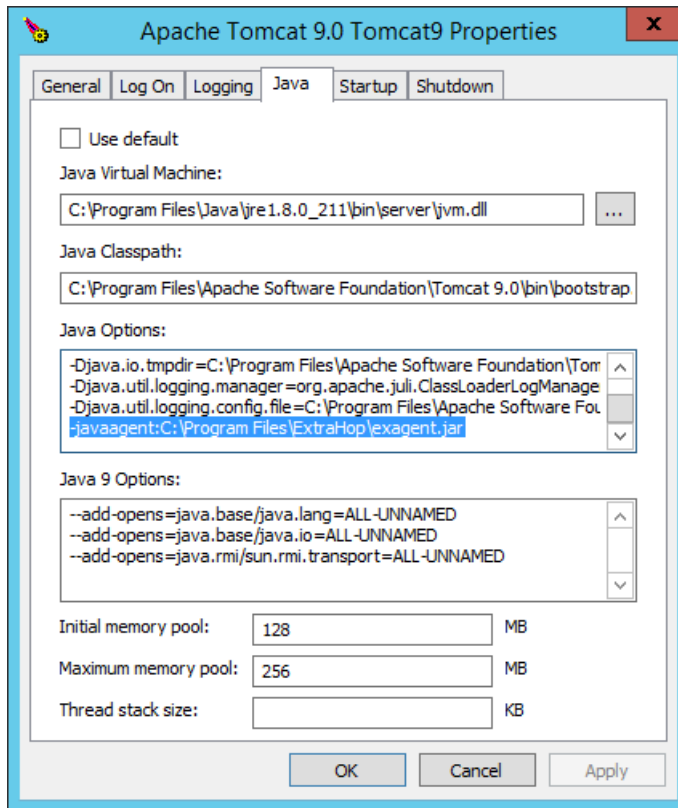 Apache Tomcat 9.0 Tomcat9 Properties
x
General Log On Logging Java Startup Shutdown
Use default
Java Virtual Machine:
C:\Program Files\Java\jre1.8.0_211\bin\server\jvm.dll
...
Java Classpath:
C:\Program Files\Apache Software Foundation\Tomcat 9.0\bin\bootstrap.
Java Options:
-Djava.io.tmpdir=C:\Program Files\Apache Software Foundation\Tom
-Djava.util.logging.manager=org.apache.juli.ClassLoaderLogManage
-Djava.util.logging.config.file=C:\Program Files\Apache Software Fou
-javaagent:C:\Program Files\ExtraHop\exagent.jar
Java 9 Options:
--add-opens=java.base/java.lang=ALL-UNNAMED
--add-opens=java.base/java.io=ALL-UNNAMED
--add-opens=java.rmi/sun.rmi.transport=ALL-UNNAMED
Initial memory pool: 128 MB
Maximum memory pool: 256 MB
Thread stack size: KB
OK Cancel Apply